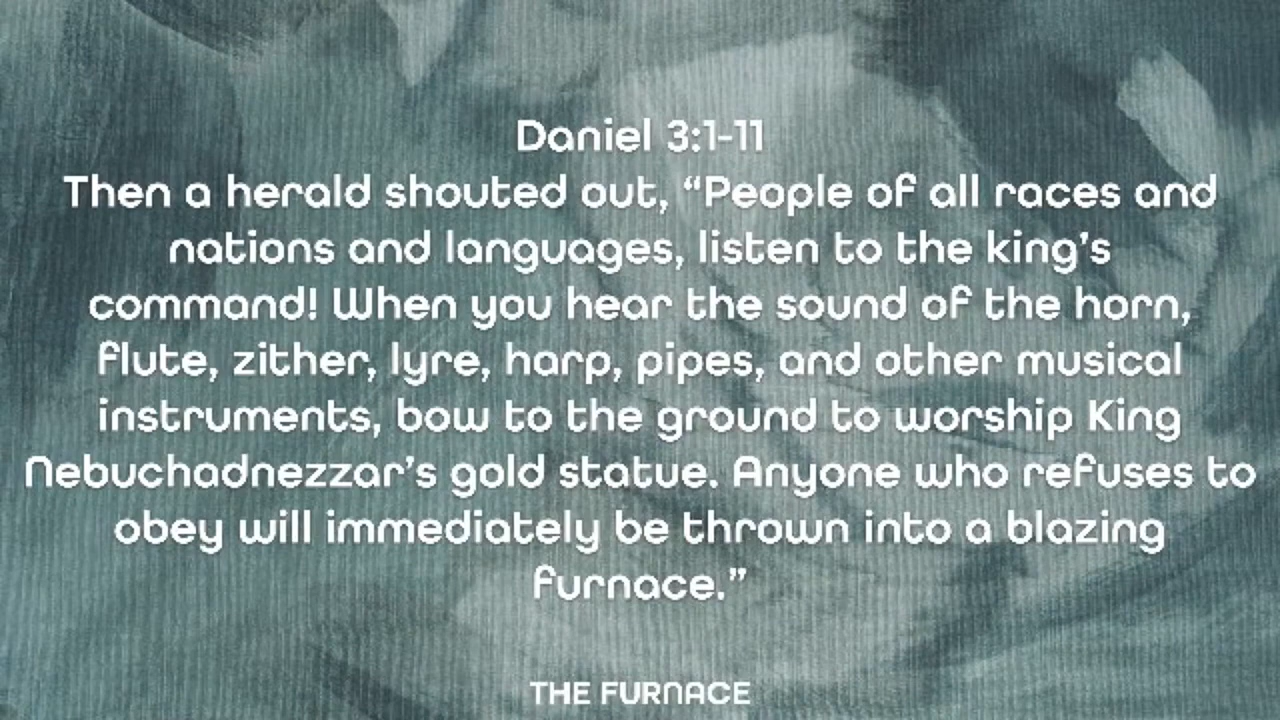 Daniel 3:1-11
Then a herald shouted out, “People of all races and
nations and languages, listen to the king’s
command! When you hear the sound of the horn,
flute, zither, lyre, harp, pipes, and other musical
instruments, bow to the ground to worship King
Nebuchadnezzar’s gold statue. Anyone who refuses to
obey will immediately be thrown into a blazing
furnace.”
THE FURNACE